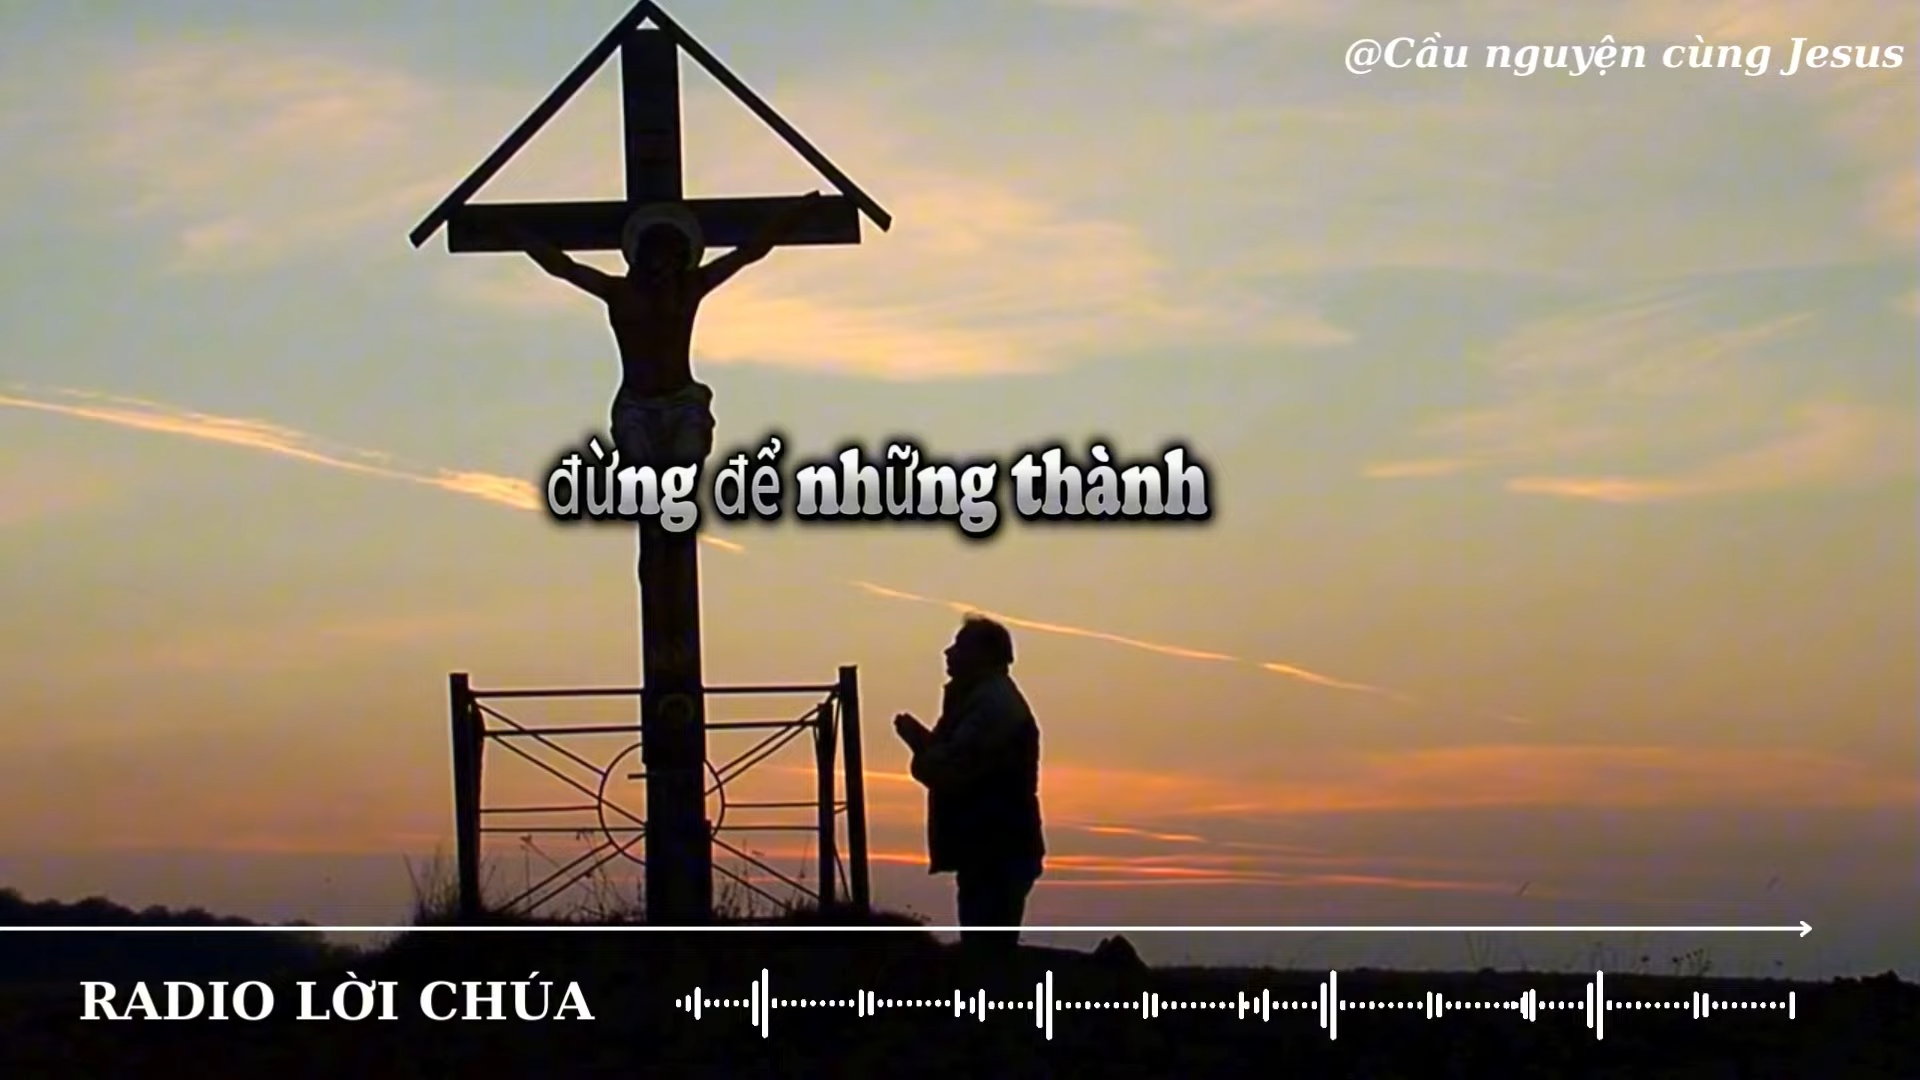 @Cầu nguyện cùng Jesus
đừng để những thành
RADIO LỜI CHÚA